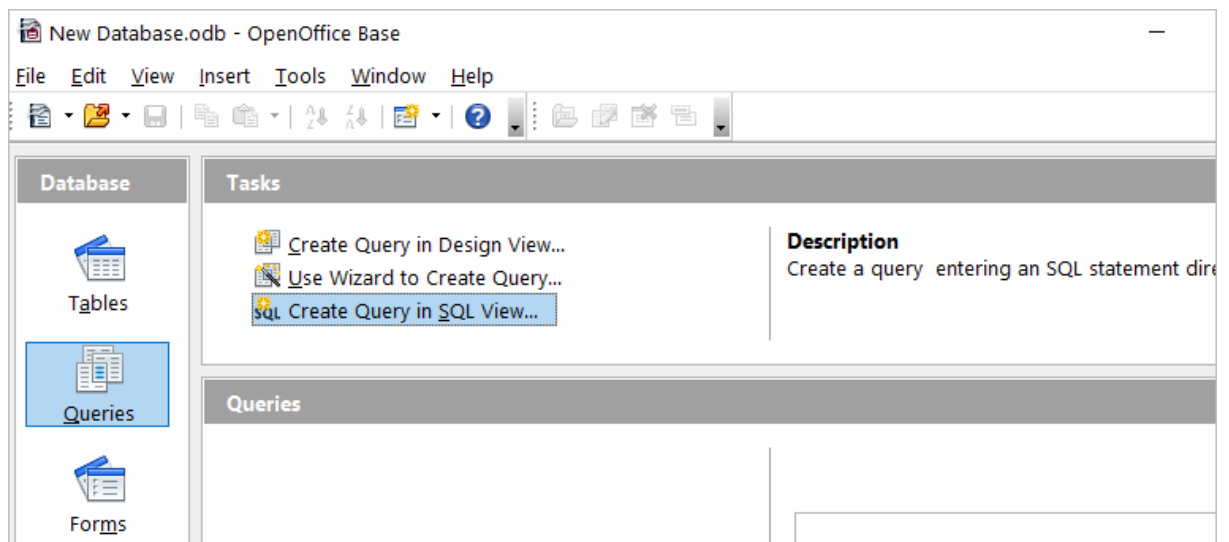 New Database.odb - OpenOffice Base
File Edit View Insert Tools Window Help
Database
Tables
Queries
Forms
Tasks
Create Query in Design View...
Use Wizard to Create Query...
SQL Create Query in SQL View...
Description
Create a query entering an SQL statement dire
Queries